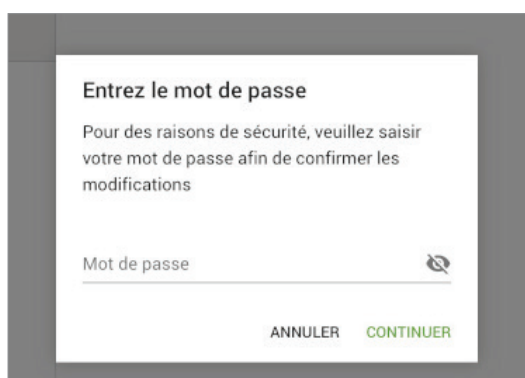 Entrez le mot de passe
Pour des raisons de sécurité, veuillez saisir
votre mot de passe afin de confirmer les
modifications
Mot de passe
ANNULER CONTINUER